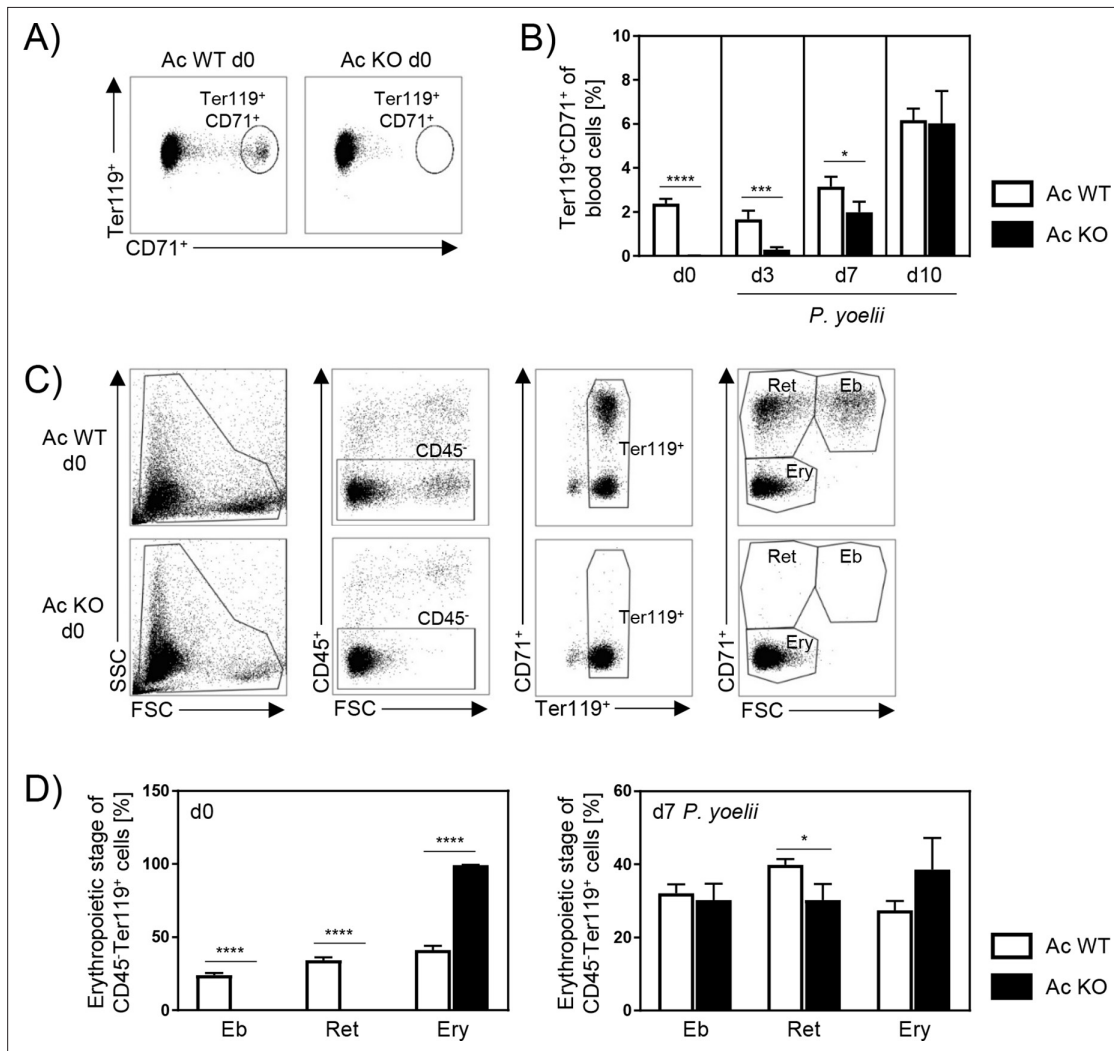 A)
Ac WT d0
Ac KO d0
Ter119⁺
CD71⁺
Ter119⁺
CD71⁺
Ter119⁺
CD71⁺
B)
Ter119⁺CD71⁺ of
blood cells [%]
10
8
6
4
2
0
****
***
*
d0
d3
d7
d10
P. yoelii
Ac WT
Ac KO
C)
Ac WT
d0
Ac KO
d0
SSC
FSC
CD45⁺
CD45⁻
CD45⁻
FSC
CD71⁺
Ter119⁺
Ter119⁺
Ter119⁺
CD71⁺
Ret
Eb
Ery
Ret
Eb
Ery
FSC
D)
Erythropoietic stage of
CD45⁻Ter119⁺ cells [%]
150
100
50
0
d0
****
****
****
Eb
Ret
Ery
Erythropoietic stage of
CD45⁻Ter119⁺ cells [%]
60
40
20
0
d7 P. yoelii
*
Eb
Ret
Ery
Ac WT
Ac KO